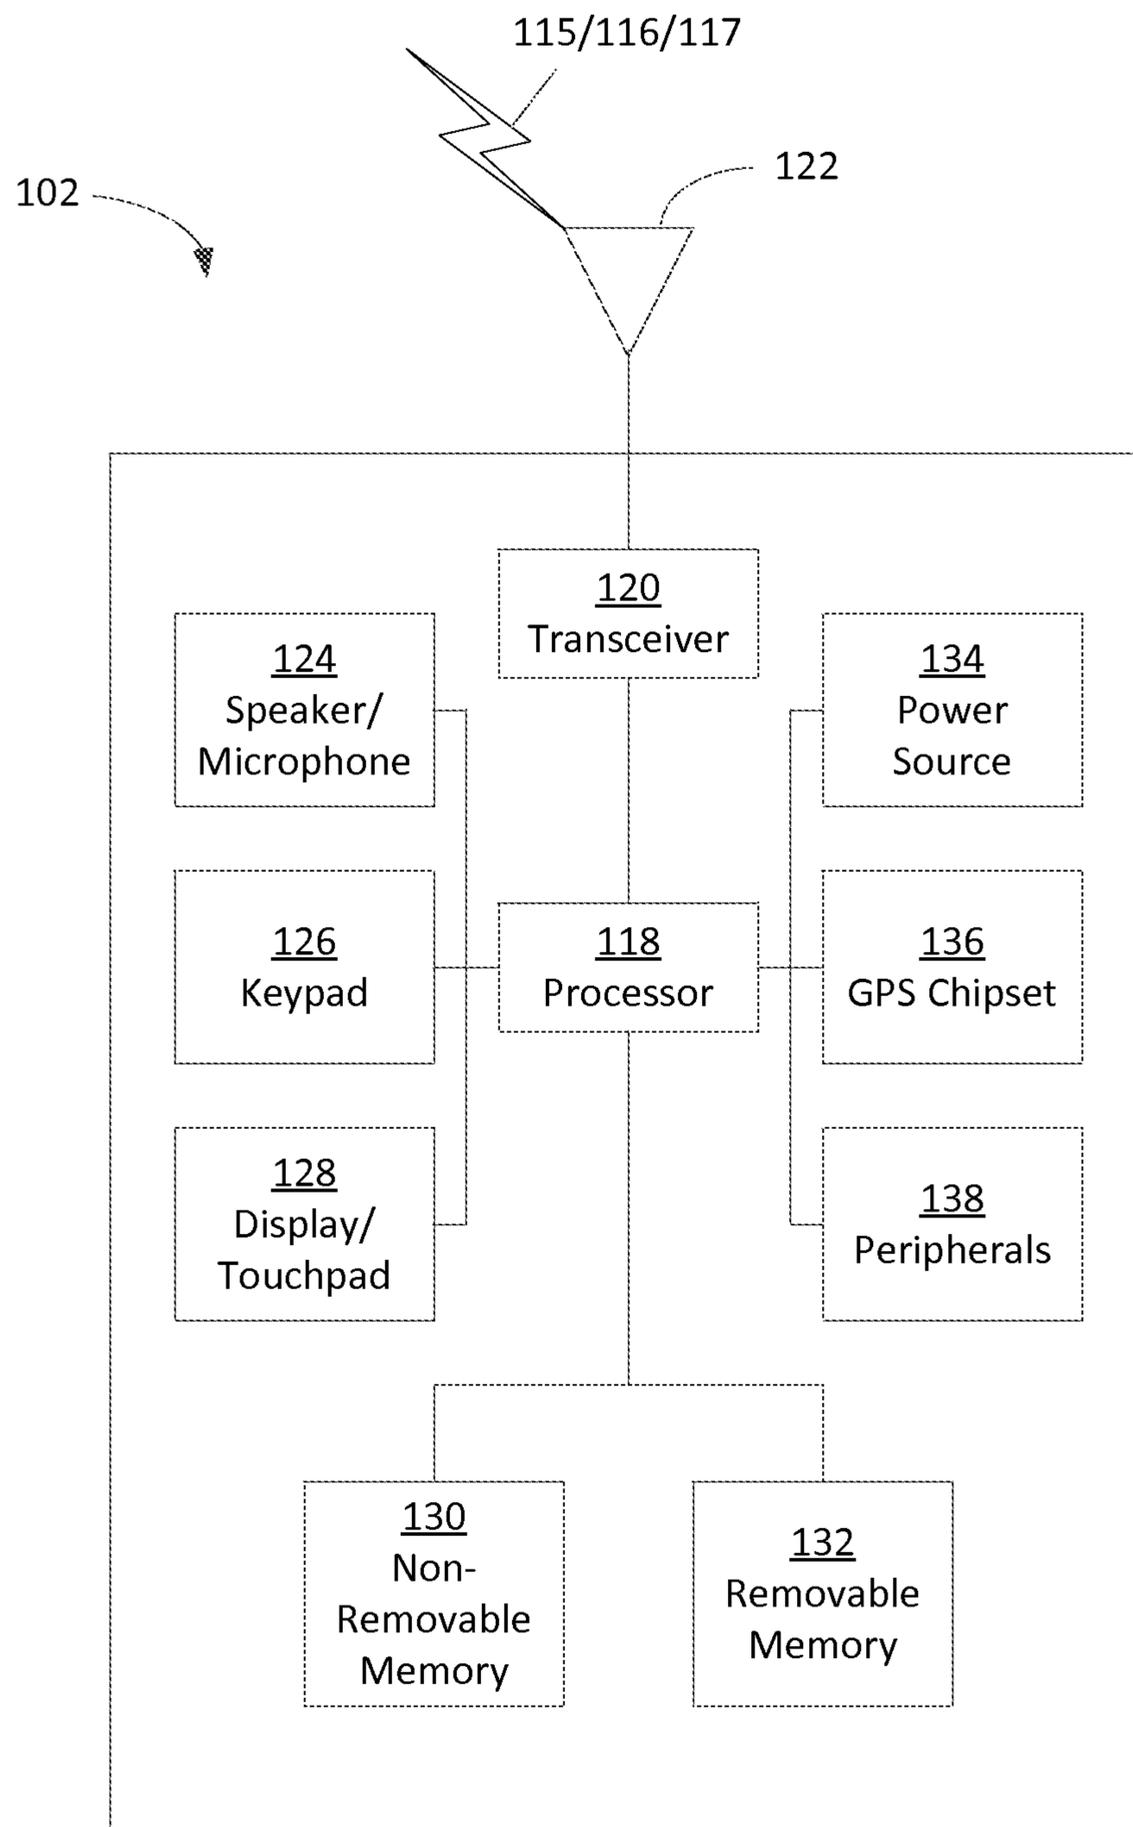 115/116/117
122
102
120
Transceiver
124
Speaker/
Microphone
134
Power
Source
126
Keypad
118
Processor
136
GPS Chipset
128
Display/
Touchpad
138
Peripherals
130
Non-
Removable
Memory
132
Removable
Memory